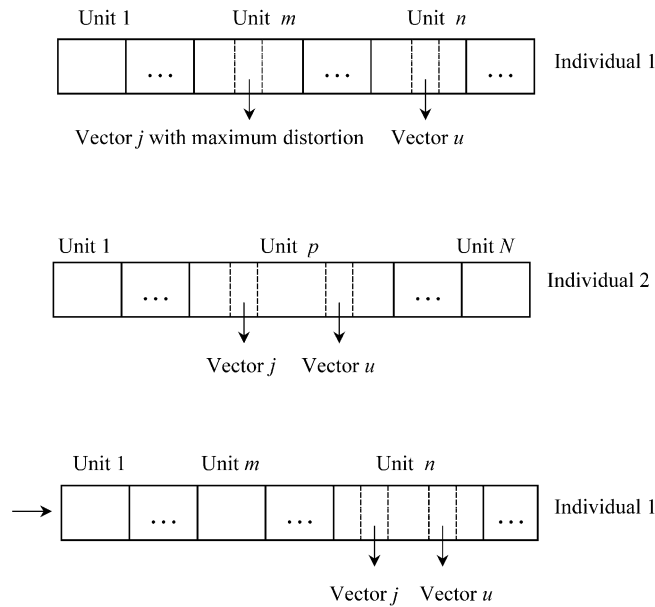 Unit 1 Unit m Unit n
... ... ... Individual 1
Vector j with maximum distortion Vector u
Unit 1 Unit p Unit N
... ... Individual 2
Vector j Vector u
Unit 1 Unit m Unit n
... ... ... Individual 1
Vector j Vector u